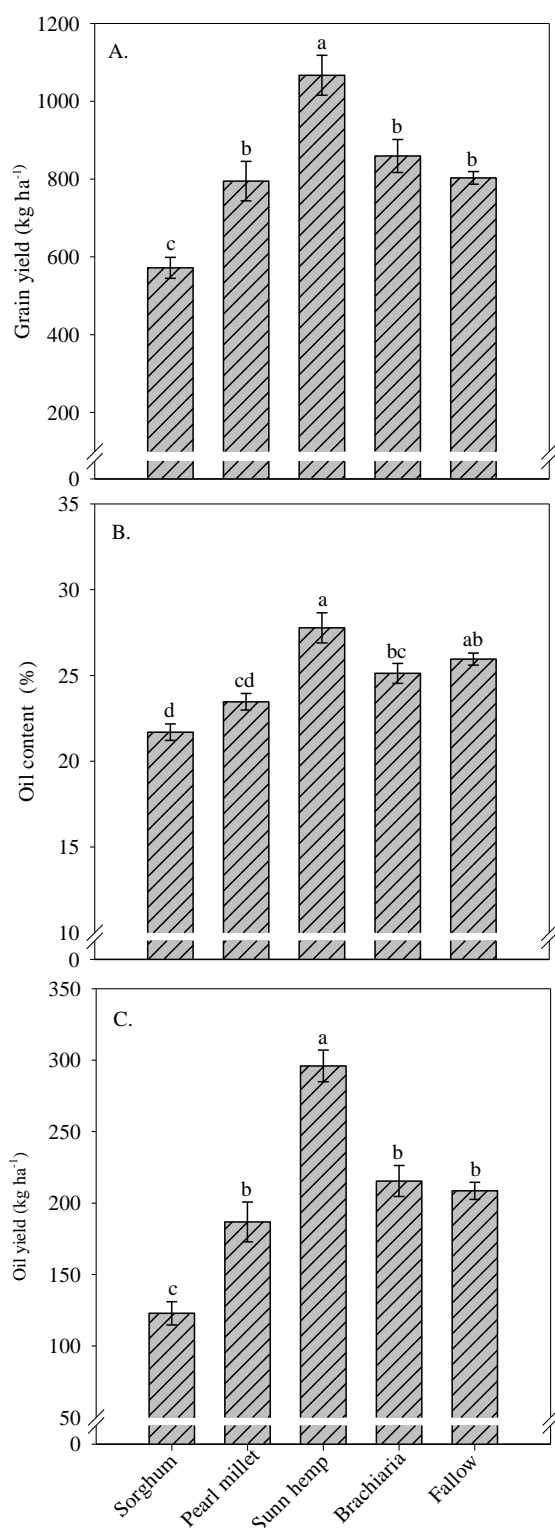 1200
A.
a
1000
b
b
b
800
c
600
400
200
0
Grain yield (kg ha-1)
35
B.
30
a
ab
bc
25
cd
d
20
15
10
0
Oil content (%)
350
C.
a
300
250
b
b
b
200
150
c
100
50
0
Oil yield (kg ha-1)
Sorghum
Pearl millet
Sunn hemp
Brachiaria
Fallow